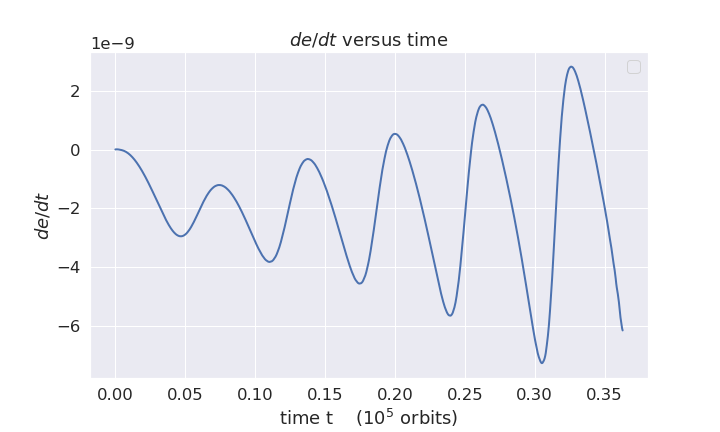 de/dt versus time
1e−9
2
0
−2
−4
−6
de/dt
0.00 0.05 0.10 0.15 0.20 0.25 0.30 0.35
time t (10⁵ orbits)